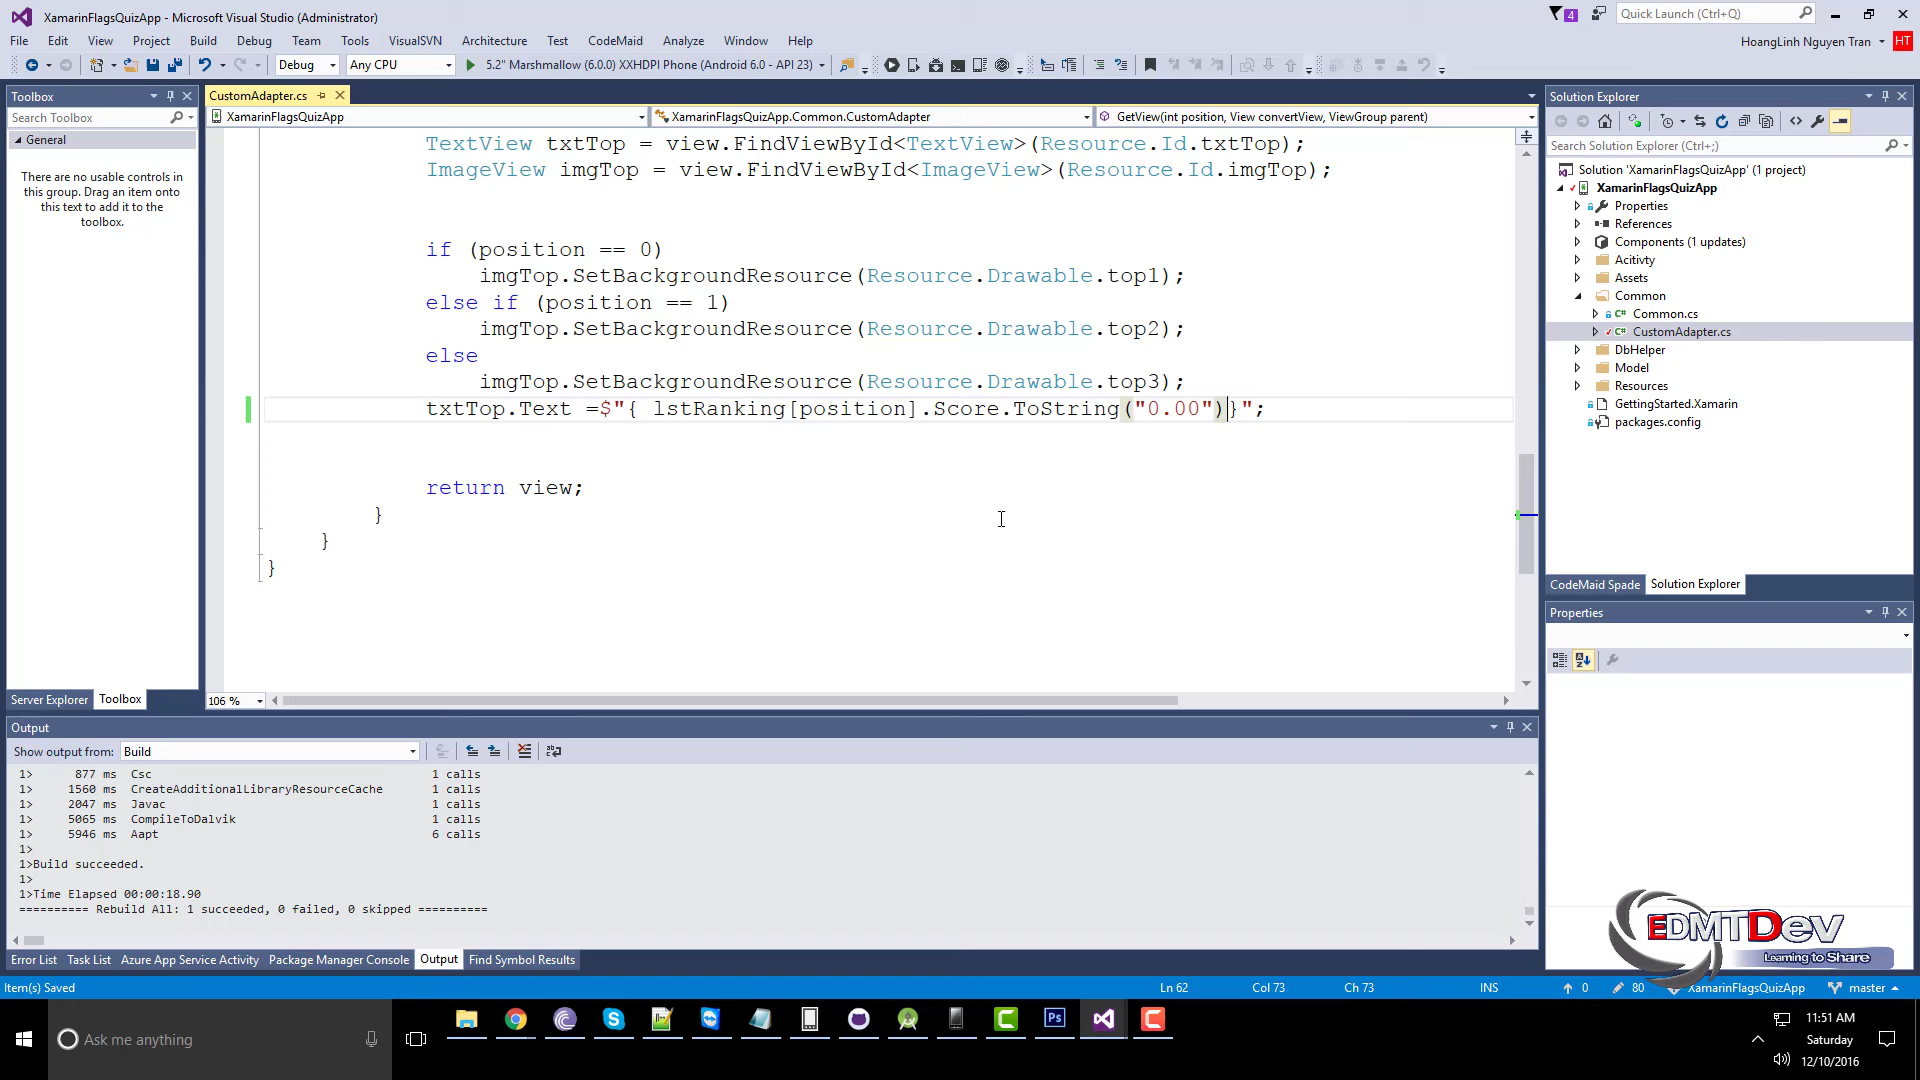 XamarinFlagsQuizApp - Microsoft Visual Studio (Administrator)
4
Quick Launch (Ctrl+Q)
File Edit View Project Build Debug Team Tools VisualSVN Architecture Test CodeMaid Analyze Window Help
HoangLinh Nguyen Tran
HT
Debug
Any CPU
5.2" Marshmallow (6.0.0) XXHDPI Phone (Android 6.0 - API 23)
Toolbox
Search Toolbox
General
There are no usable controls in
this group. Drag an item onto
this text to add it to the
toolbox.
Server Explorer Toolbox
CustomAdapter.cs
XamarinFlagsQuizApp
XamarinFlagsQuizApp.Common.CustomAdapter
GetView(int position, View convertView, ViewGroup parent)
TextView txtTop = view.FindViewById<TextView>(Resource.Id.txtTop);
ImageView imgTop = view.FindViewById<ImageView>(Resource.Id.imgTop);
if (position == 0)
imgTop.SetBackgroundResource(Resource.Drawable.top1);
else if (position == 1)
imgTop.SetBackgroundResource(Resource.Drawable.top2);
else
imgTop.SetBackgroundResource(Resource.Drawable.top3);
txtTop.Text =$"{ lstRanking[position].Score.ToString("0.00")}";
return view;
}
}
}
106 %
Solution Explorer
Search Solution Explorer (Ctrl+;)
Solution 'XamarinFlagsQuizApp' (1 project)
XamarinFlagsQuizApp
Properties
References
Components (1 updates)
Acitivty
Assets
Common
Common.cs
CustomAdapter.cs
DbHelper
Model
Resources
GettingStarted.Xamarin
packages.config
CodeMaid Spade Solution Explorer
Properties
Output
Show output from: Build
1> 877 ms Csc 1 calls
1> 1560 ms CreateAdditionalLibraryResourceCache 1 calls
1> 2047 ms Javac 1 calls
1> 5065 ms CompileToDalvik 1 calls
1> 5946 ms Aapt 6 calls
1>
1>Build succeeded.
1>
1>Time Elapsed 00:00:18.90
========== Rebuild All: 1 succeeded, 0 failed, 0 skipped ==========
Error List Task List Azure App Service Activity Package Manager Console Output Find Symbol Results
EDMTDev
Learning to Share
Item(s) Saved
Ln 62
Col 73
Ch 73
INS
0
80
XamarinFlagsQuizApp
master
Ask me anything
Ps
11:51 AM
Saturday
12/10/2016